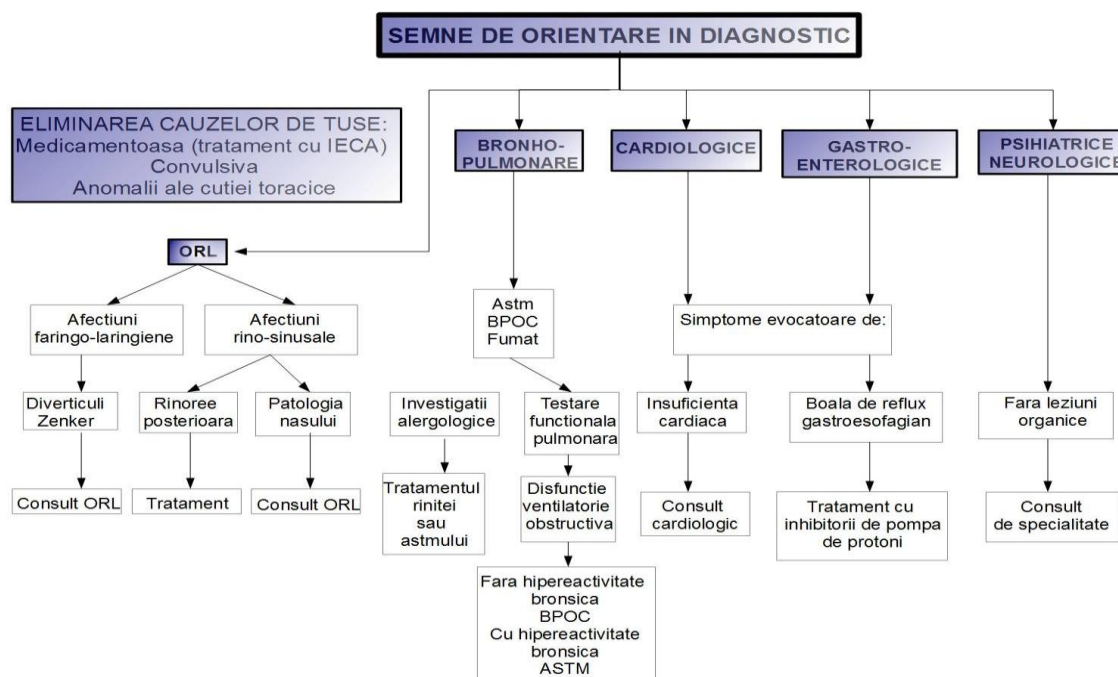 SEMNE DE ORIENTARE IN DIAGNOSTIC
ELIMINAREA CAUZELOR DE TUSE:
Medicamentoasa (tratament cu IECA)
Convulsiva
Anomalii ale cutiei toracice
BRONHO-
PULMONARE
CARDIOLOGICE
GASTRO-
ENTEROLOGICE
PSIHIATRICE
NEUROLOGICE
ORL
Afectiuni
faringo-laringiene
Afectiuni
rino-sinusale
Astm
BPOC
Fumat
Simptome evocatoare de:
Diverticuli
Zenker
Rinoree
posterioara
Patologia
nasului
Investigatii
alergologice
Testare
functionala
pulmonara
Insuficienta
cardiaca
Boala de reflux
gastroesofagian
Fara leziuni
organice
Consult ORL
Tratament
Consult ORL
Tratamentul
rinitei
sau
astmului
Disfunctie
ventilatorie
obstructiva
Consult
cardiologic
Tratament cu
inhibitorii de pompa
de protoni
Consult
de specialitate
Fara hipereactivitate
bronsica
BPOC
Cu hipereactivitate
bronsica
ASTM